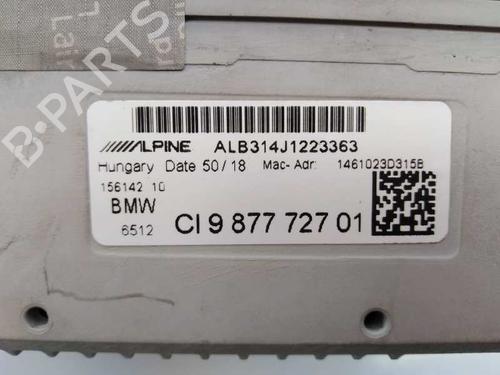 B-PARTS
ALPINE ALB314J1223363
Hungary Date 50/18 Mac- Adr: 1461023D315B
156142 10
BMW
6512
CI 9 877 727 01